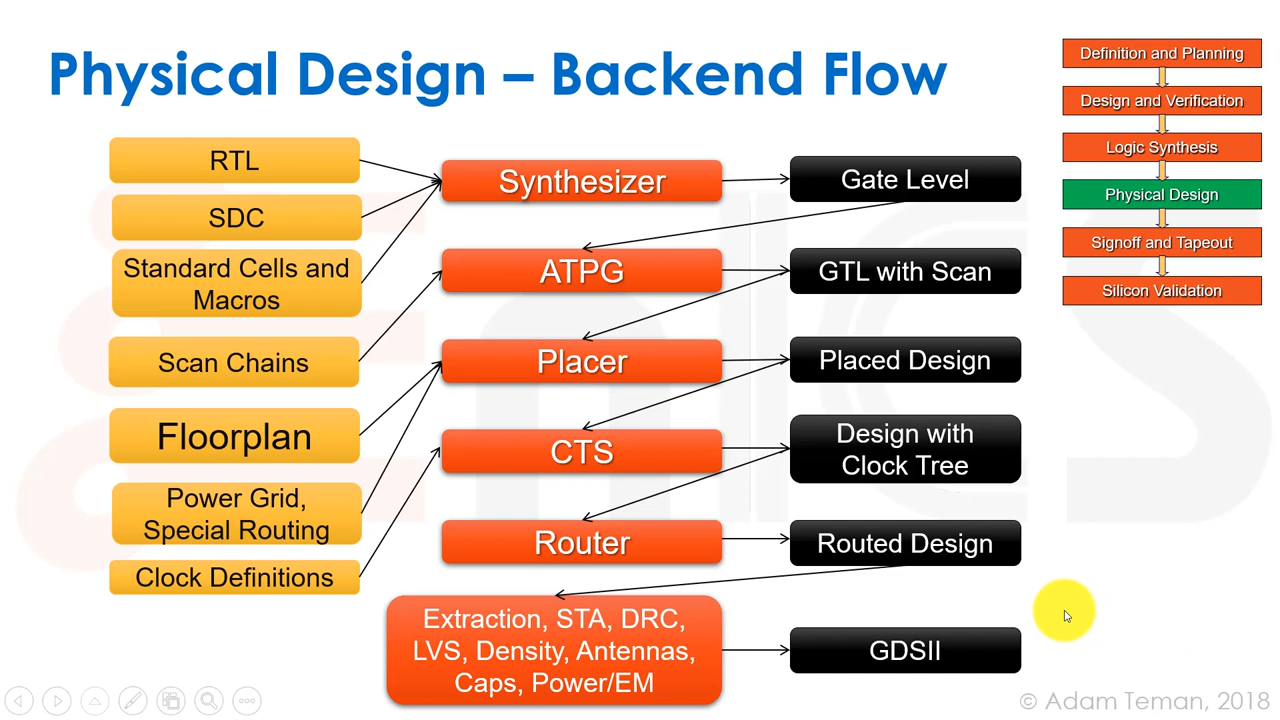 Physical Design – Backend Flow
Definition and Planning
Design and Verification
Logic Synthesis
Physical Design
Signoff and Tapeout
Silicon Validation
RTL
SDC
Standard Cells and
Macros
Scan Chains
Floorplan
Power Grid,
Special Routing
Clock Definitions
Synthesizer
ATPG
Placer
CTS
Router
Extraction, STA, DRC,
LVS, Density, Antennas,
Caps, Power/EM
Gate Level
GTL with Scan
Placed Design
Design with
Clock Tree
Routed Design
GDSII
© Adam Teman, 2018